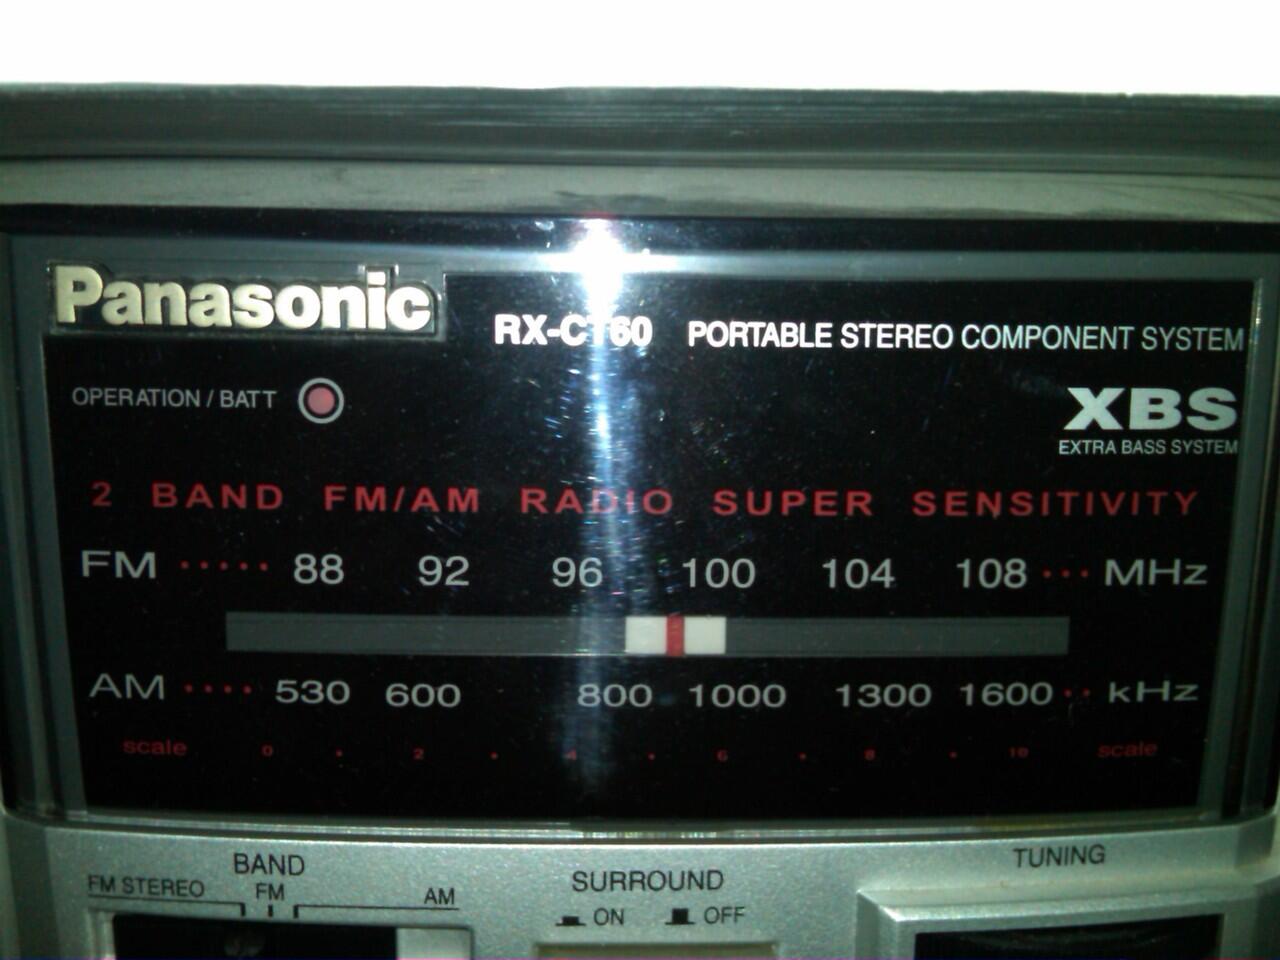 Panasonic
RX-CT60 PORTABLE STEREO COMPONENT SYSTEM
OPERATION / BATT
XBS
EXTRA BASS SYSTEM
2 BAND FM/AM RADIO SUPER SENSITIVITY
FM ····· 88 92 96 100 104 108 ··· MHz
AM ···· 530 600 800 1000 1300 1600 ·· kHz
scale 0 · 2 · 4 · 6 · 8 · 10 scale
BAND
FM STEREO FM AM
SURROUND
ON OFF
TUNING